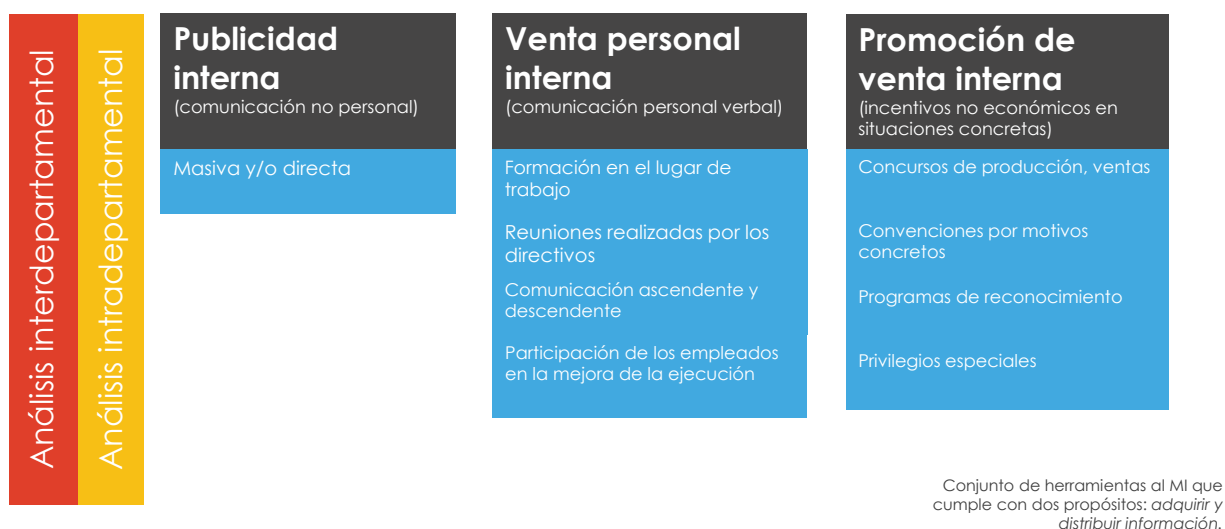 Análisis interdepartamental
Análisis intradepartamental
Publicidad
interna
(comunicación no personal)
Masiva y/o directa
Venta personal
interna
(comunicación personal verbal)
Formación en el lugar de
trabajo
Reuniones realizadas por los
directivos
Comunicación ascendente y
descendente
Participación de los empleados
en la mejora de la ejecución
Promoción de
venta interna
(incentivos no económicos en
situaciones concretas)
Concursos de producción, ventas
Convenciones por motivos
concretos
Programas de reconocimiento
Privilegios especiales
Conjunto de herramientas al MI que
cumple con dos propósitos: adquirir y
distribuir información.